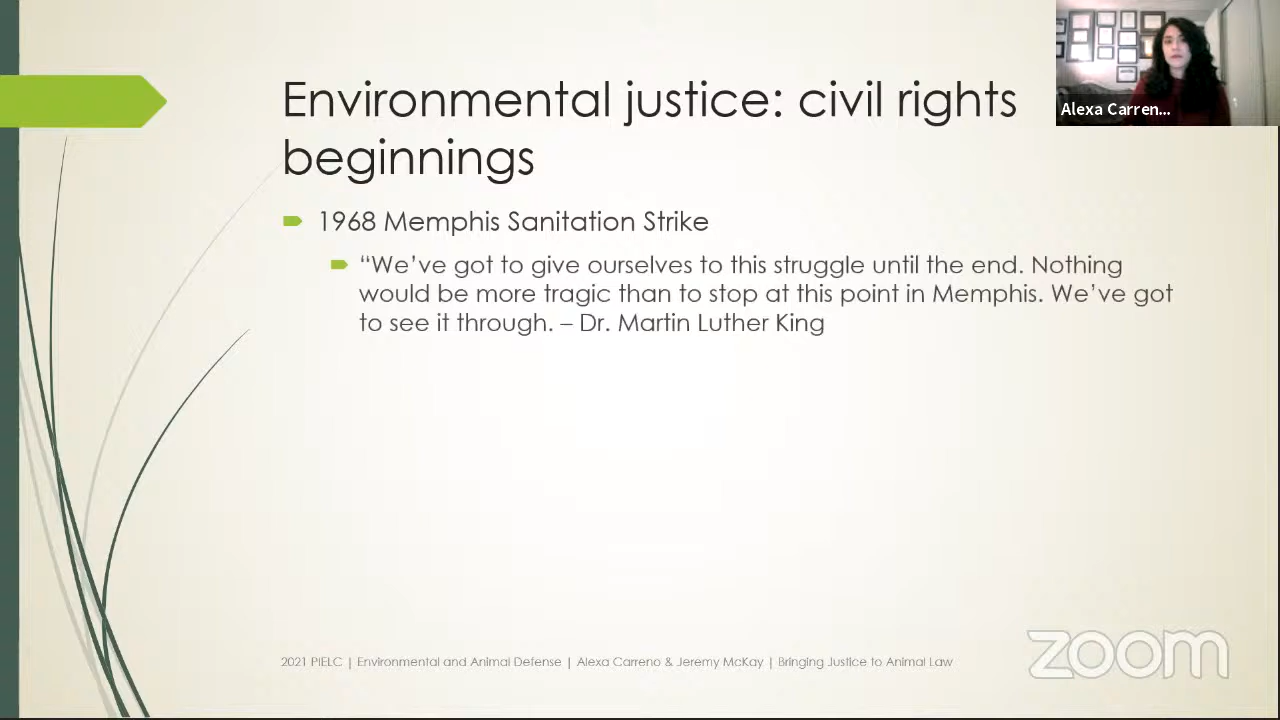 Environmental justice: civil rights
beginnings
Alexa Carren...
1968 Memphis Sanitation Strike
“We’ve got to give ourselves to this struggle until the end. Nothing
would be more tragic than to stop at this point in Memphis. We’ve got
to see it through. – Dr. Martin Luther King
2021 PIELC | Environmental and Animal Defense | Alexa Carreno & Jeremy McKay | Bringing Justice to Animal Law
zoom